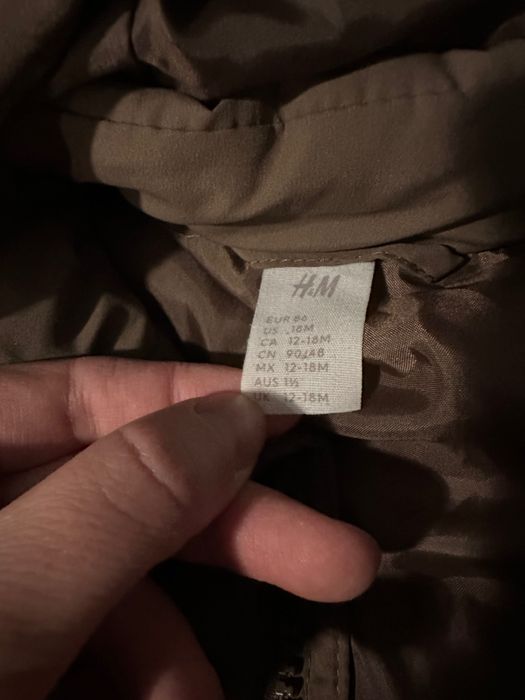 H&M
EUR 86
US 18M
CA 12-18M
CN 90/48
MX 12-18M
AUS 1½
UK 12-18M